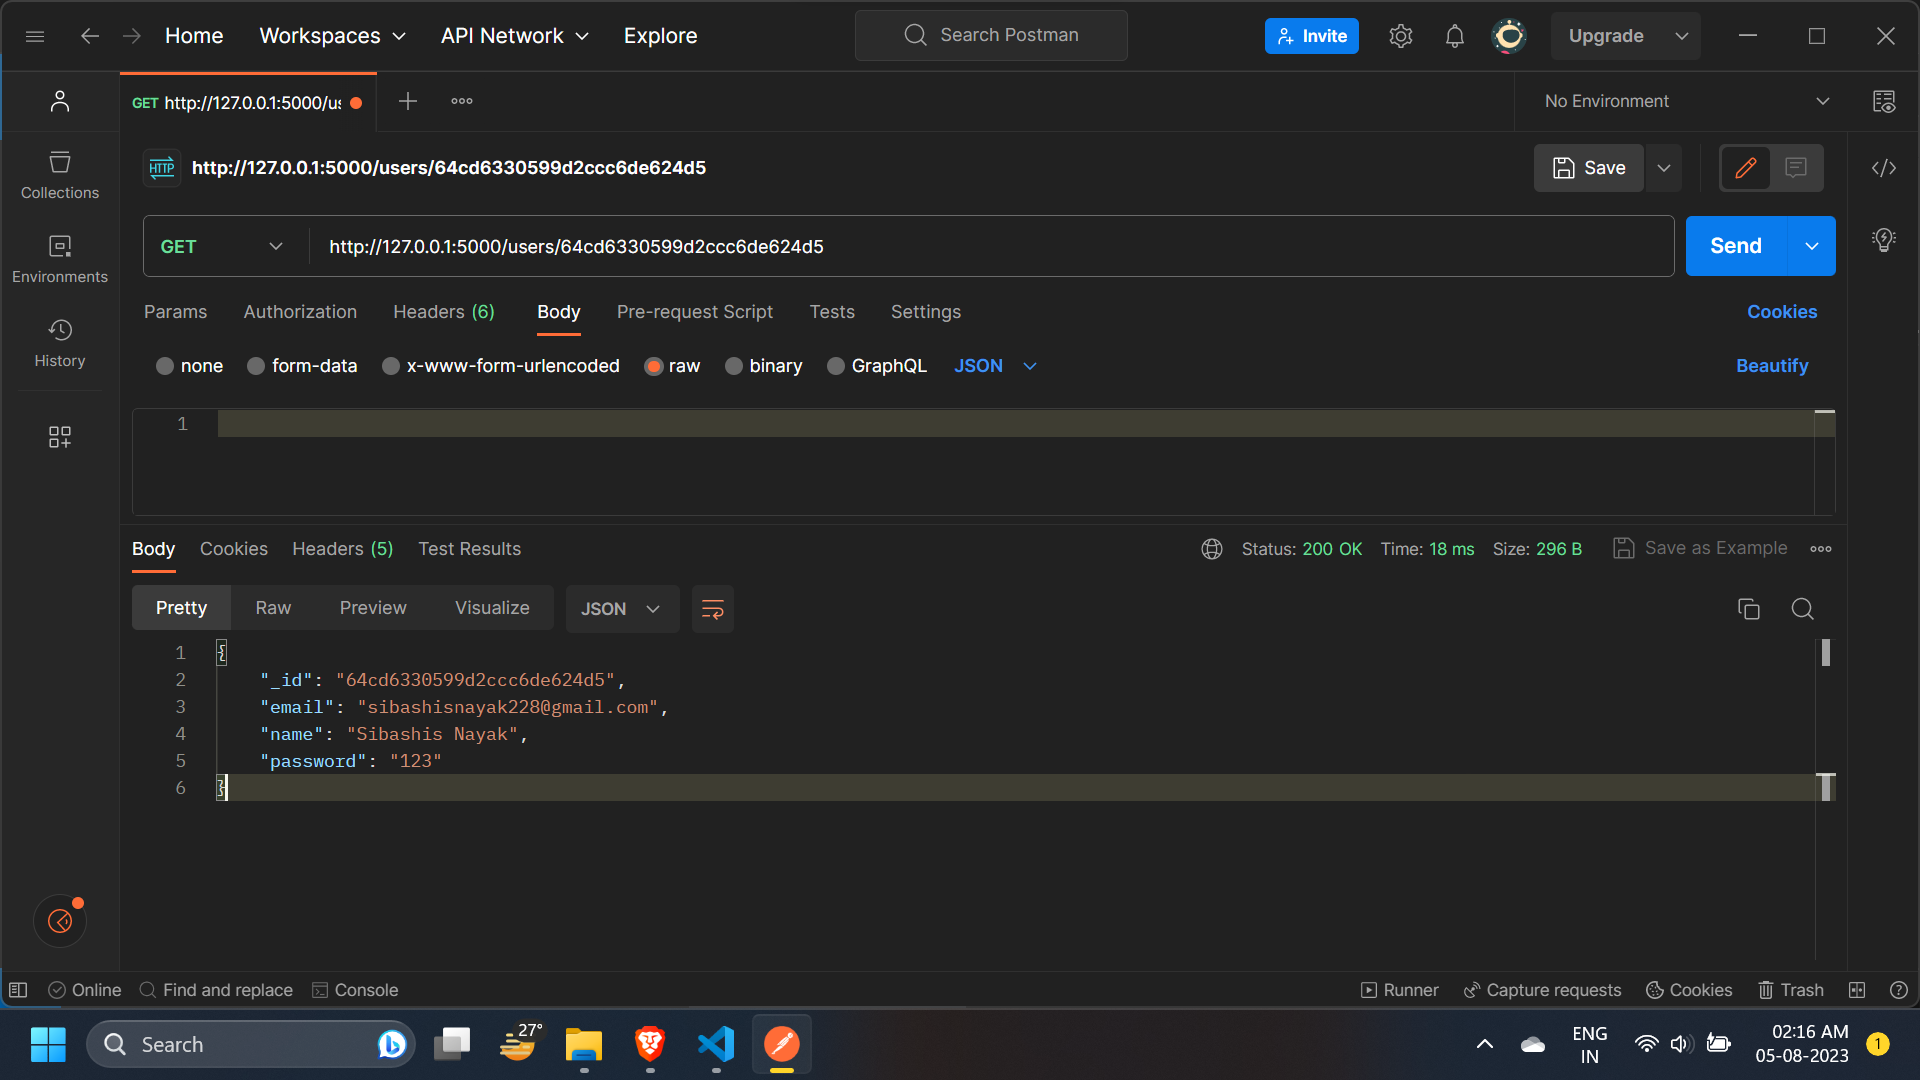 Home Workspaces API Network Explore Search Postman Invite Upgrade
GET http://127.0.0.1:5000/us No Environment
HTTP http://127.0.0.1:5000/users/64cd6330599d2ccc6de624d5 Save
Collections
GET http://127.0.0.1:5000/users/64cd6330599d2ccc6de624d5 Send
Environments
Params Authorization Headers (6) Body Pre-request Script Tests Settings Cookies
History
none form-data x-www-form-urlencoded raw binary GraphQL JSON Beautify
1
Body Cookies Headers (5) Test Results Status: 200 OK Time: 18 ms Size: 296 B Save as Example
Pretty Raw Preview Visualize JSON
1 {
2 "_id": "64cd6330599d2ccc6de624d5",
3 "email": "sibashisnayak228@gmail.com",
4 "name": "Sibashis Nayak",
5 "password": "123"
6 }
Online Find and replace Console Runner Capture requests Cookies Trash
Search 27° ENG 02:16 AM 1
IN 05-08-2023